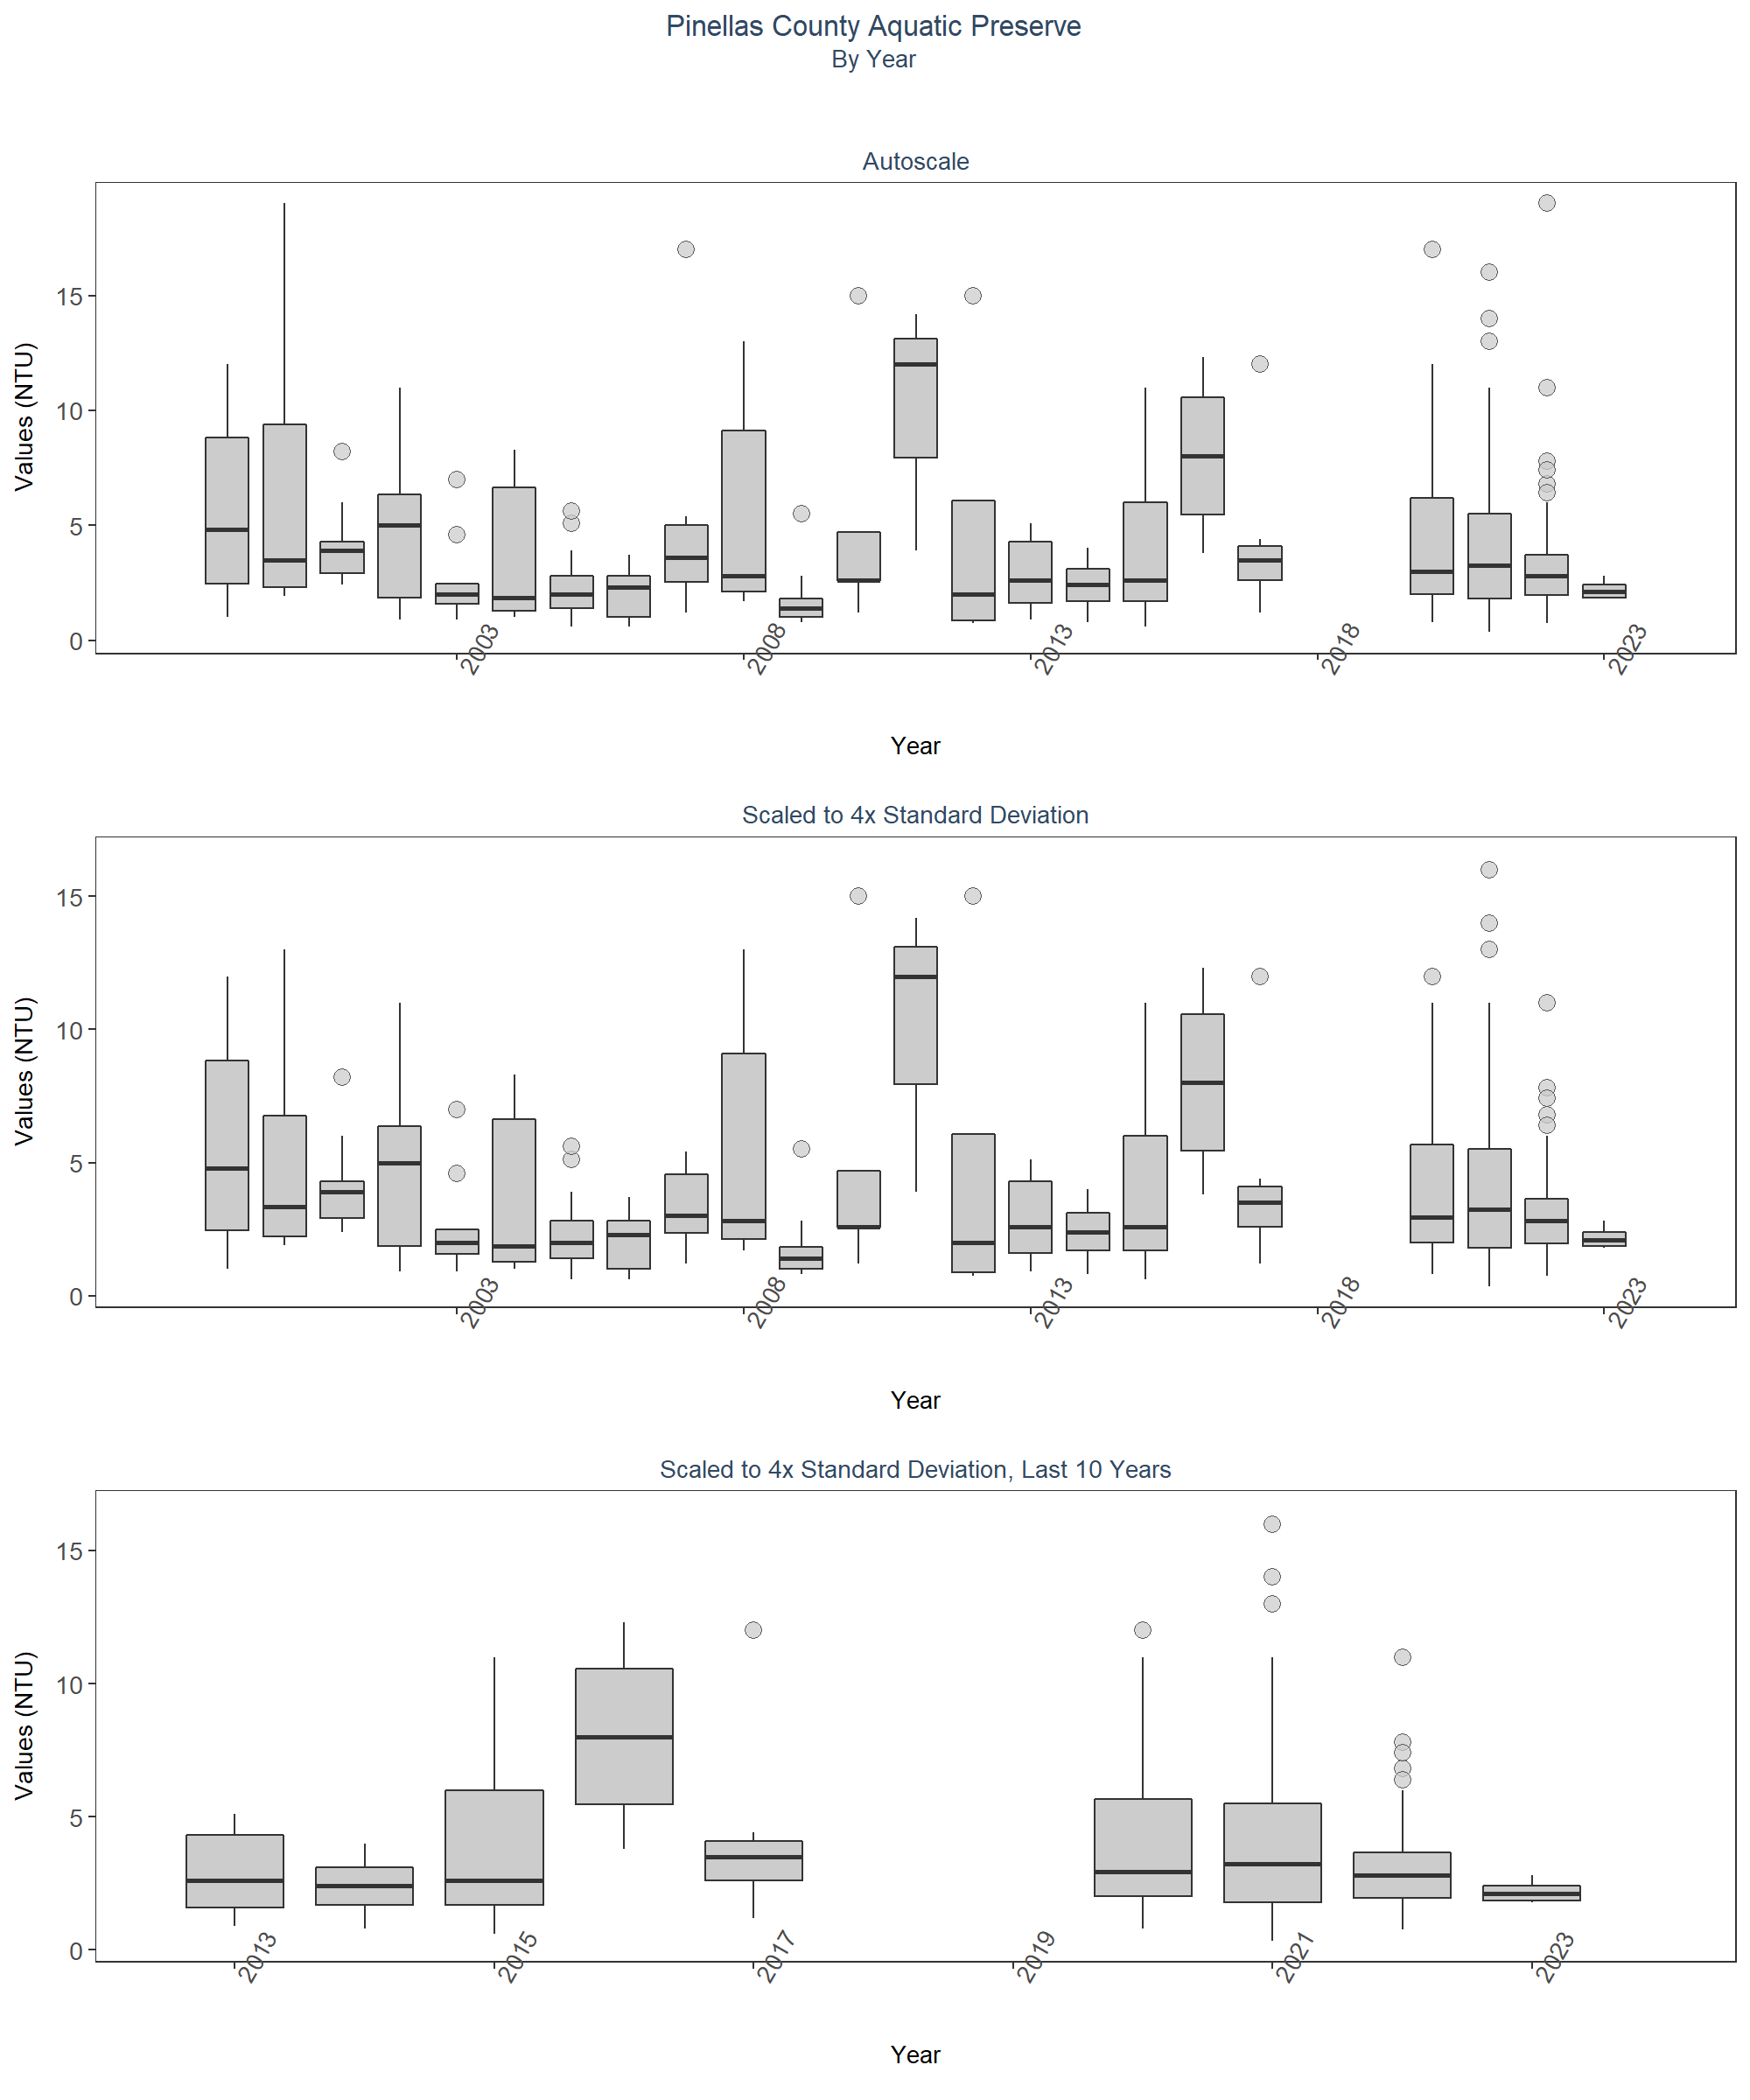 Pinellas County Aquatic Preserve
By Year
Autoscale
Values (NTU)
15
10
5
0
2003
2008
2013
2018
2023
Year
Scaled to 4x Standard Deviation
Values (NTU)
15
10
5
0
2003
2008
2013
2018
2023
Year
Scaled to 4x Standard Deviation, Last 10 Years
Values (NTU)
15
10
5
0
2013
2015
2017
2019
2021
2023
Year